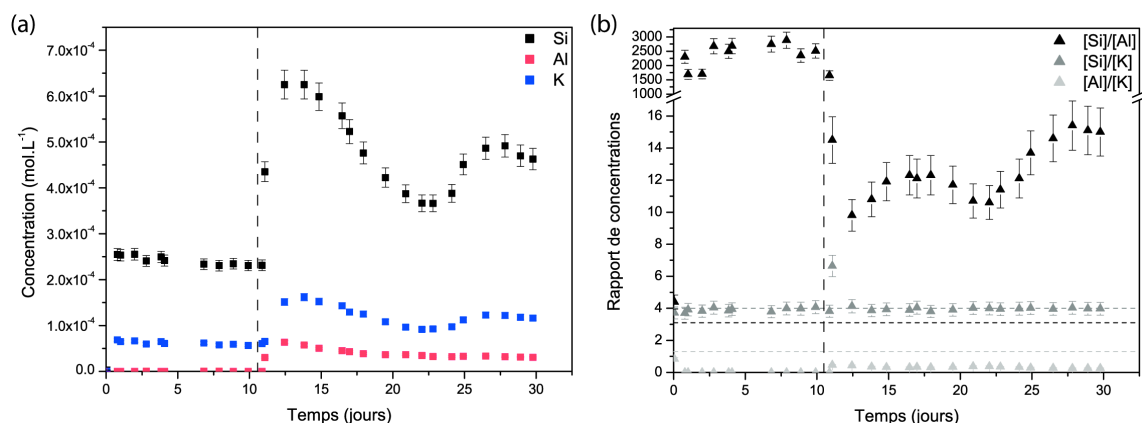 (a)
Si
Al
K
7.0x10⁻⁴
6.0x10⁻⁴
5.0x10⁻⁴
4.0x10⁻⁴
3.0x10⁻⁴
2.0x10⁻⁴
1.0x10⁻⁴
0.0
Concentration (mol.L⁻¹)
0 5 10 15 20 25 30
Temps (jours)
(b)
[Si]/[Al]
[Si]/[K]
[Al]/[K]
3000
2500
2000
1500
1000
16
14
12
10
8
6
4
2
0
Rapport de concentrations
0 5 10 15 20 25 30
Temps (jours)